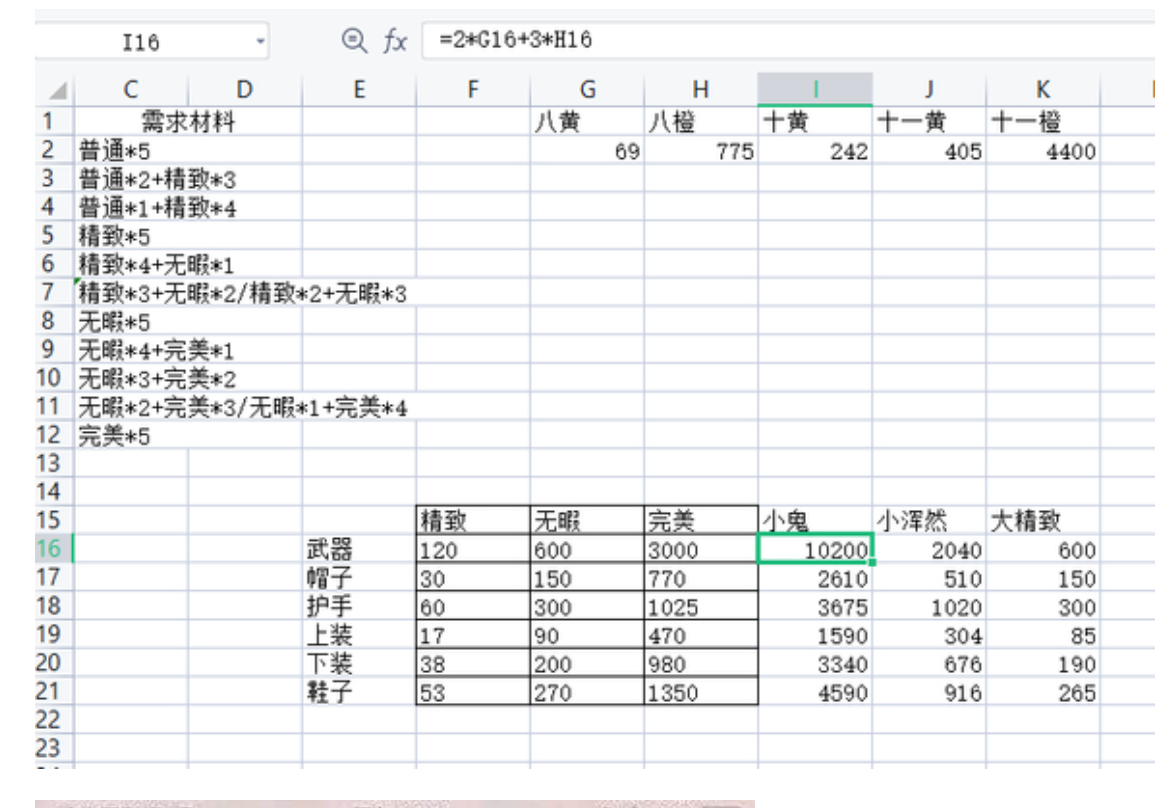 I16 fx =2*G16+3*H16
C D E F G H I J K
1 需求材料 八黄 八橙 十黄 十一黄 十一橙
2 普通*5 69 775 242 405 4400
3 普通*2+精致*3
4 普通*1+精致*4
5 精致*5
6 精致*4+无暇*1
7 精致*3+无暇*2/精致*2+无暇*3
8 无暇*5
9 无暇*4+完美*1
10 无暇*3+完美*2
11 无暇*2+完美*3/无暇*1+完美*4
12 完美*5
13
14
15 精致 无暇 完美 小鬼 小浑然 大精致
16 武器 120 600 3000 10200 2040 600
17 帽子 30 150 770 2610 510 150
18 护手 60 300 1025 3675 1020 300
19 上装 17 90 470 1590 304 85
20 下装 38 200 980 3340 676 190
21 鞋子 53 270 1350 4590 916 265
22
23